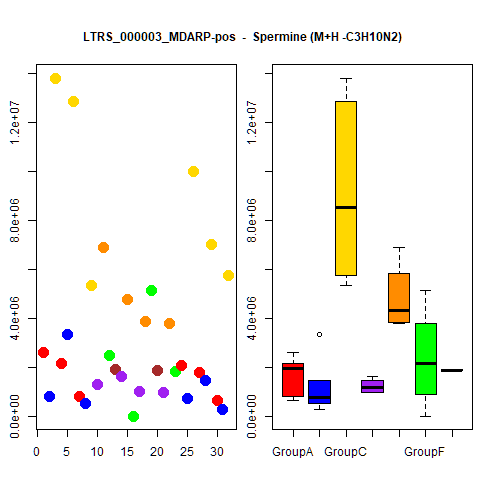 LTRS_000003_MDARP-pos - Spermine (M+H -C3H10N2)
0.0e+00 4.0e+06 8.0e+06 1.2e+07
0 5 10 15 20 25 30
0.0e+00 4.0e+06 8.0e+06 1.2e+07
GroupA GroupC GroupF